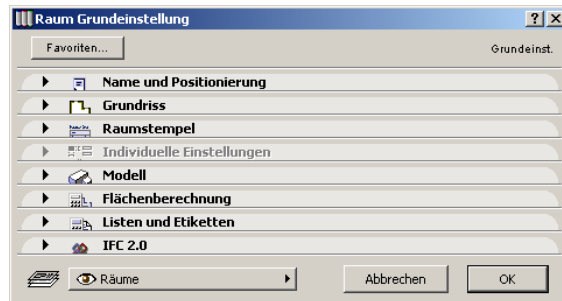 Raum Grundeinstellung
Favoriten...
Grundeinst.
Name und Positionierung
Grundriss
Raumstempel
Individuelle Einstellungen
Modell
Flächenberechnung
Listen und Etiketten
IFC 2.0
Räume
Abbrechen
OK